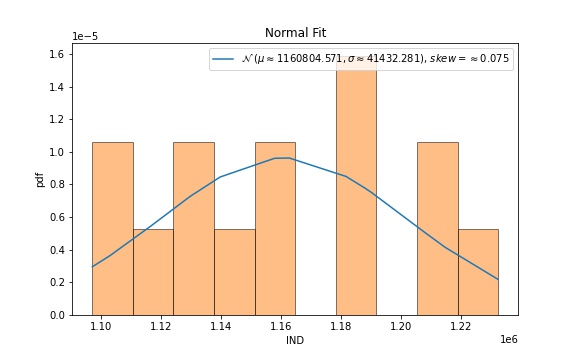 Normal Fit
1e−5
𝒩 (μ ≈ 1160804.571, σ ≈ 41432.281), skew = ≈ 0.075
1.6
1.4
1.2
1.0
0.8
0.6
0.4
0.2
0.0
pdf
1.10 1.12 1.14 1.16 1.18 1.20 1.22
IND
1e6